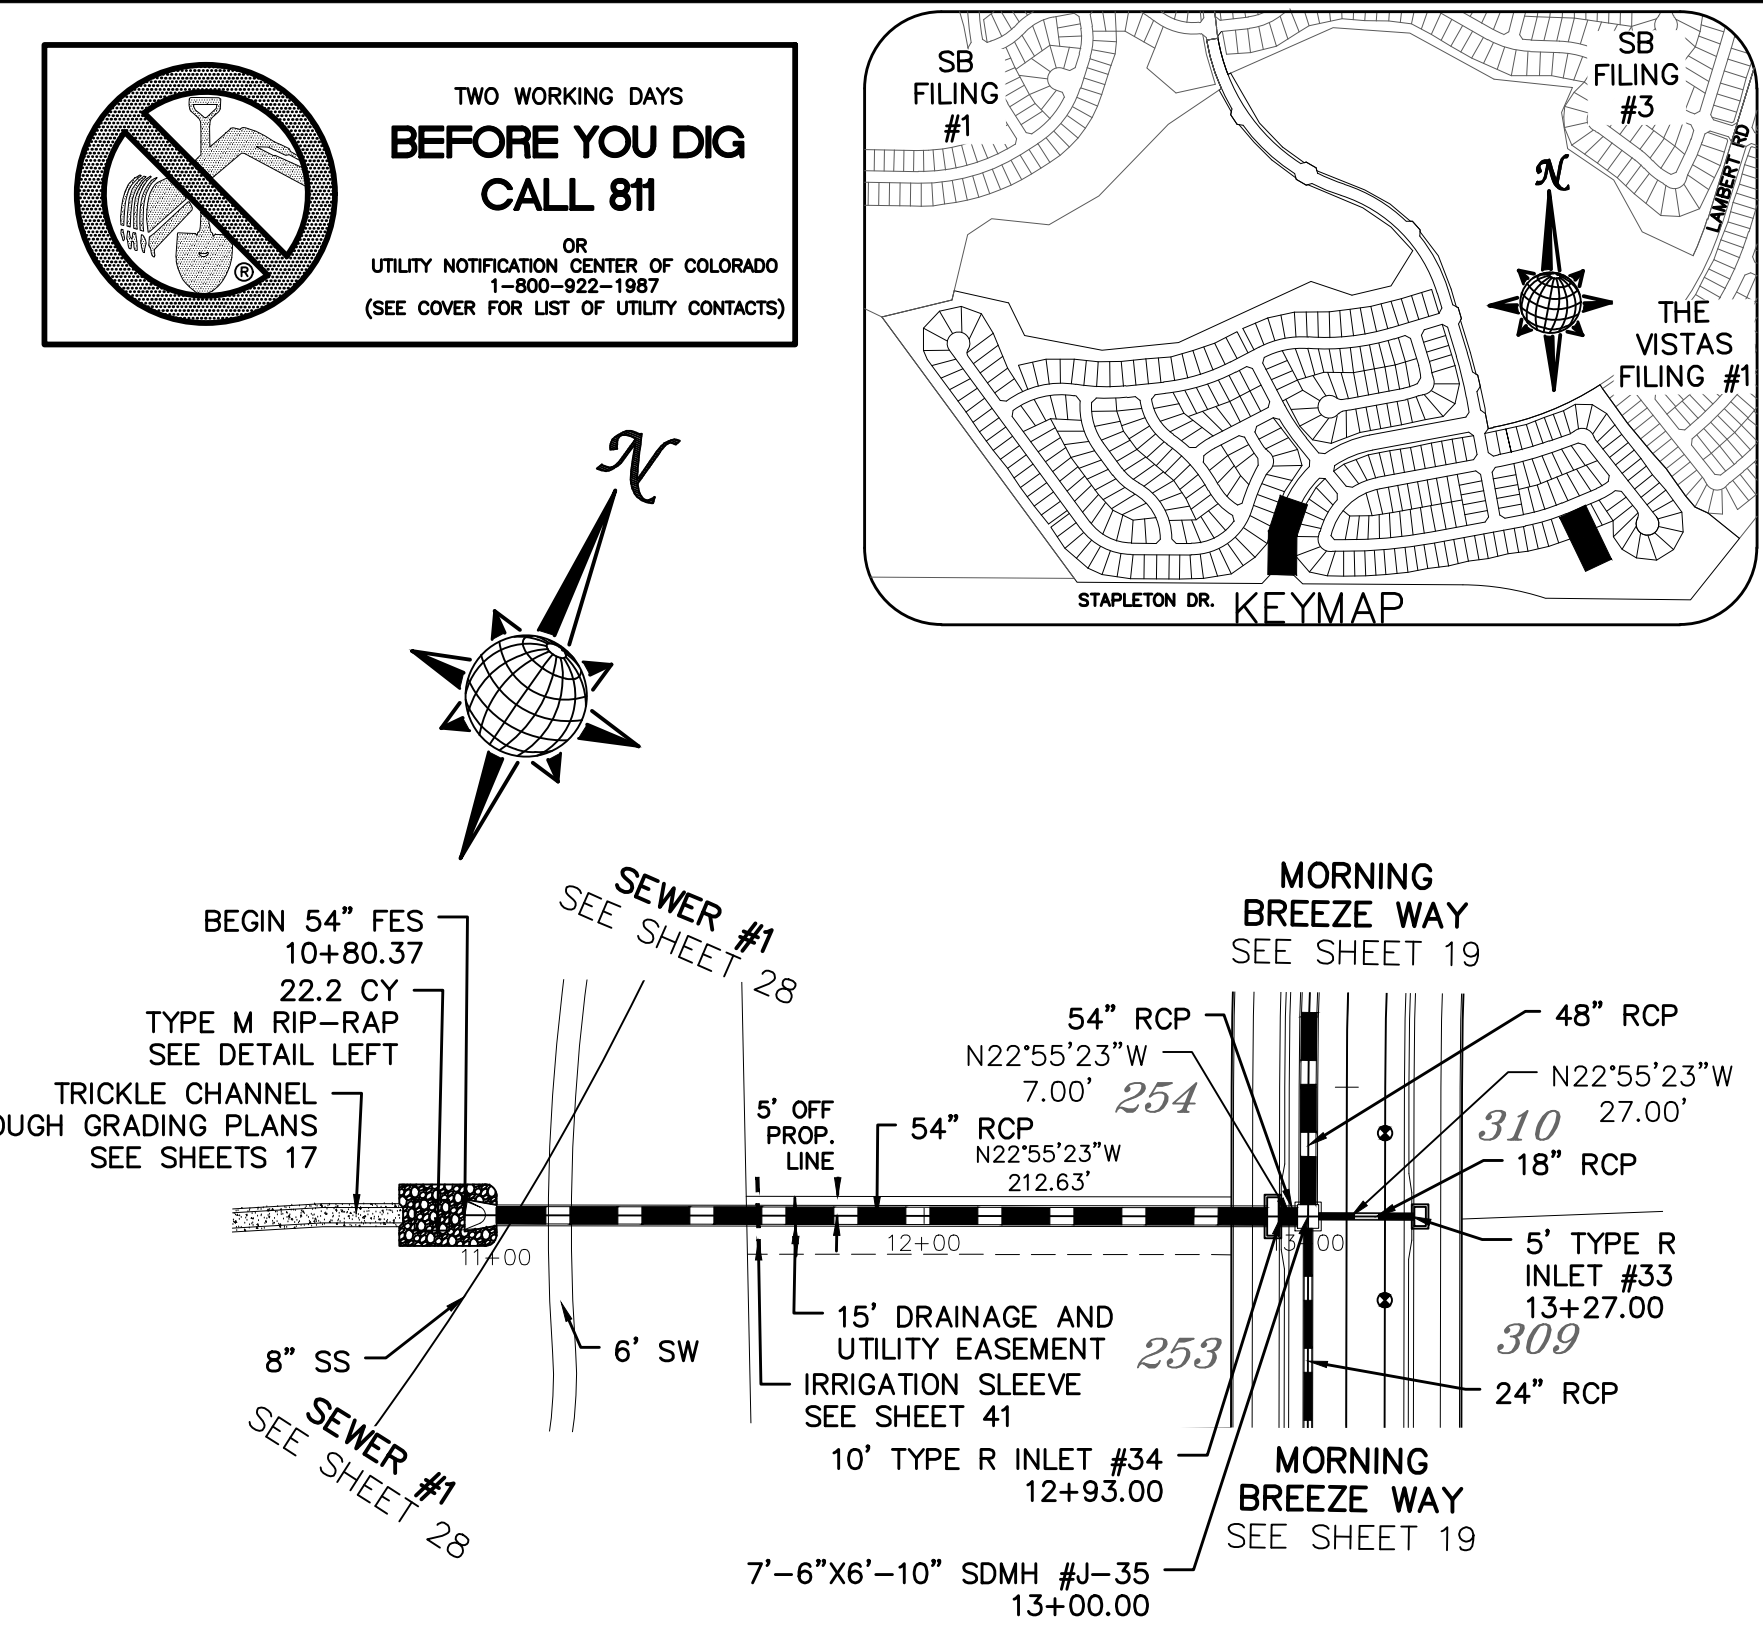 TWO WORKING DAYS
BEFORE YOU DIG
CALL 811
OR
UTILITY NOTIFICATION CENTER OF COLORADO
1-800-922-1987
(SEE COVER FOR LIST OF UTILITY CONTACTS)
®
SB
FILING
#1
SB
FILING
#3
LAMBERT RD
N
THE
VISTAS
FILING #1
STAPLETON DR.
KEYMAP
N
SEWER #1
SEE SHEET 28
MORNING
BREEZE WAY
SEE SHEET 19
BEGIN 54" FES
10+80.37
22.2 CY
TYPE M RIP-RAP
SEE DETAIL LEFT
TRICKLE CHANNEL
OUGH GRADING PLANS
SEE SHEETS 17
5' OFF
PROP.
LINE
54" RCP
N22°55'23"W
212.63'
54" RCP
N22°55'23"W
7.00'
254
48" RCP
N22°55'23"W
27.00'
310
18" RCP
11+00
12+00
13+00
5' TYPE R
INLET #33
13+27.00
309
24" RCP
8" SS
6' SW
15' DRAINAGE AND
UTILITY EASEMENT
253
IRRIGATION SLEEVE
SEE SHEET 41
10' TYPE R INLET #34
12+93.00
SEWER #1
SEE SHEET 28
MORNING
BREEZE WAY
SEE SHEET 19
7'-6"X6'-10" SDMH #J-35
13+00.00